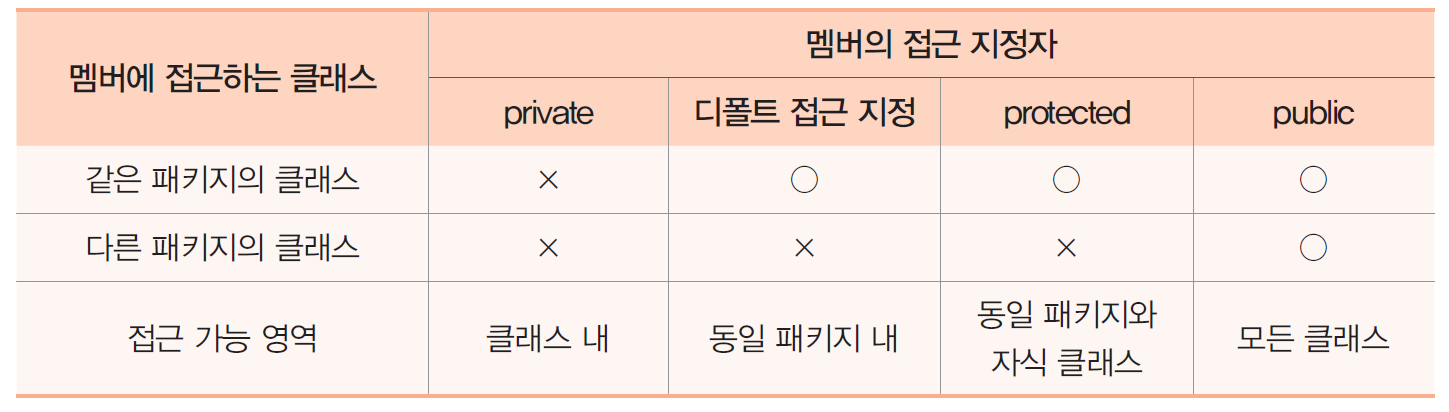 멤버에 접근하는 클래스
멤버의 접근 지정자
private
디폴트 접근 지정
protected
public
같은 패키지의 클래스
×
○
○
○
다른 패키지의 클래스
×
×
×
○
접근 가능 영역
클래스 내
동일 패키지 내
동일 패키지와
자식 클래스
모든 클래스